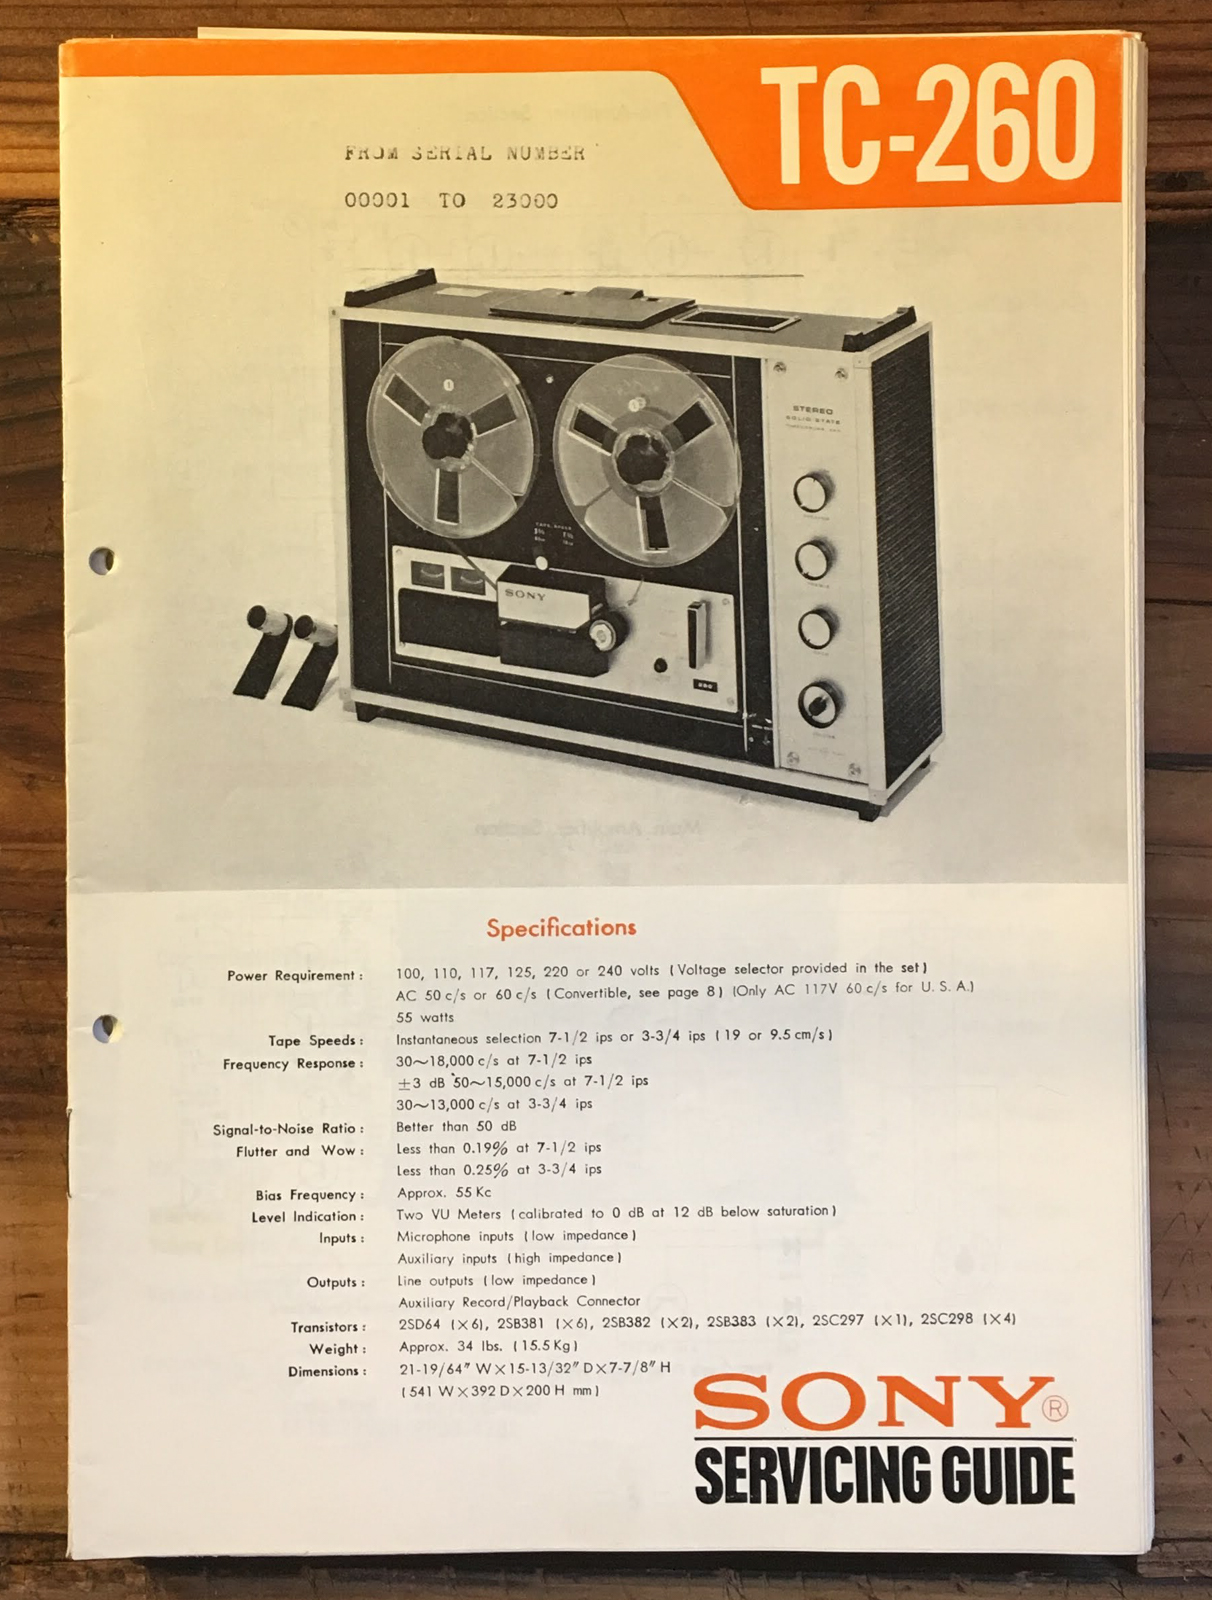 TC-260
FROM SERIAL NUMBER
00001 TO 23000
STEREO
SOLID STATE
SONY
Specifications
Power Requirement : 100, 110, 117, 125, 220 or 240 volts (Voltage selector provided in the set)
AC 50 c/s or 60 c/s (Convertible, see page 8) (Only AC 117V 60 c/s for U. S. A.)
55 watts
Tape Speeds : Instantaneous selection 7-1/2 ips or 3-3/4 ips (19 or 9.5 cm/s)
Frequency Response : 30~18,000 c/s at 7-1/2 ips
±3 dB 50~15,000 c/s at 7-1/2 ips
30~13,000 c/s at 3-3/4 ips
Signal-to-Noise Ratio : Better than 50 dB
Flutter and Wow : Less than 0.19% at 7-1/2 ips
Less than 0.25% at 3-3/4 ips
Bias Frequency : Approx. 55 Kc
Level Indication : Two VU Meters (calibrated to 0 dB at 12 dB below saturation)
Inputs : Microphone inputs (low impedance)
Auxiliary inputs (high impedance)
Outputs : Line outputs (low impedance)
Auxiliary Record/Playback Connector
Transistors : 2SD64 (×6), 2SB381 (×6), 2SB382 (×2), 2SB383 (×2), 2SC297 (×1), 2SC298 (×4)
Weight : Approx. 34 lbs. (15.5 Kg)
Dimensions : 21-19/64" W×15-13/32" D×7-7/8" H
(541 W×392 D×200 H mm)
SONY®
SERVICING GUIDE